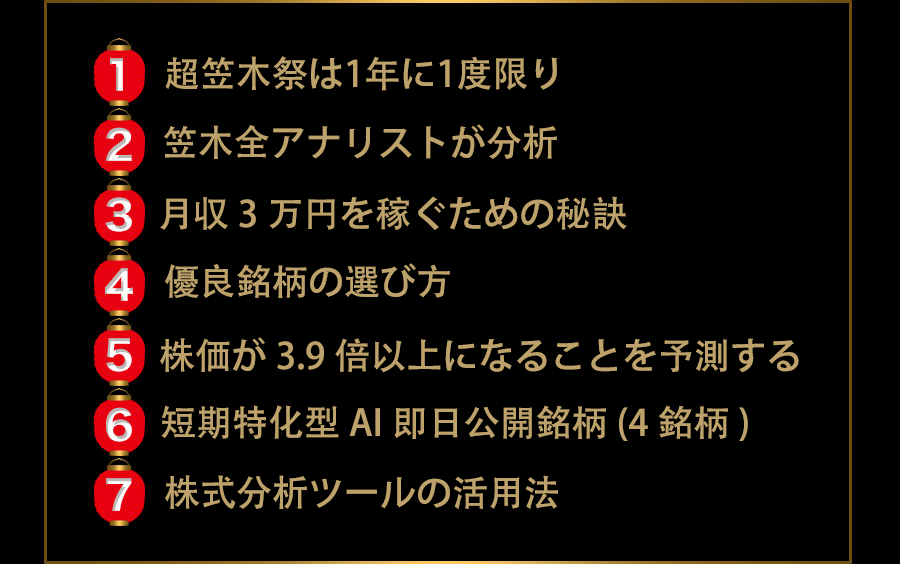 1 超笠木祭は1年に1度限り
2 笠木全アナリストが分析
3 月収 3 万円を稼ぐための秘訣
4 優良銘柄の選び方
5 株価が 3.9 倍以上になることを予測する
6 短期特化型 AI 即日公開銘柄 (4 銘柄 )
7 株式分析ツールの活用法